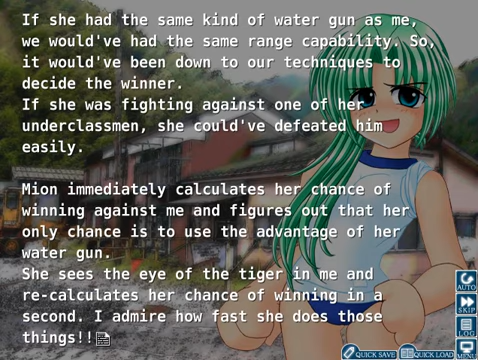 If she had the same kind of water gun as me,
we would've had the same range capability. So,
it would've been down to our techniques to
decide the winner.
If she was fighting against one of her
underclassmen, she could've defeated him
easily.
Mion immediately calculates her chance of
winning against me and figures out that her
only chance is to use the advantage of her
water gun.
She sees the eye of the tiger in me and
re-calculates her chance of winning in a
second. I admire how fast she does those
things!!
AUTO
SKIP
LOG
MENU
QUICK SAVE QUICK LOAD